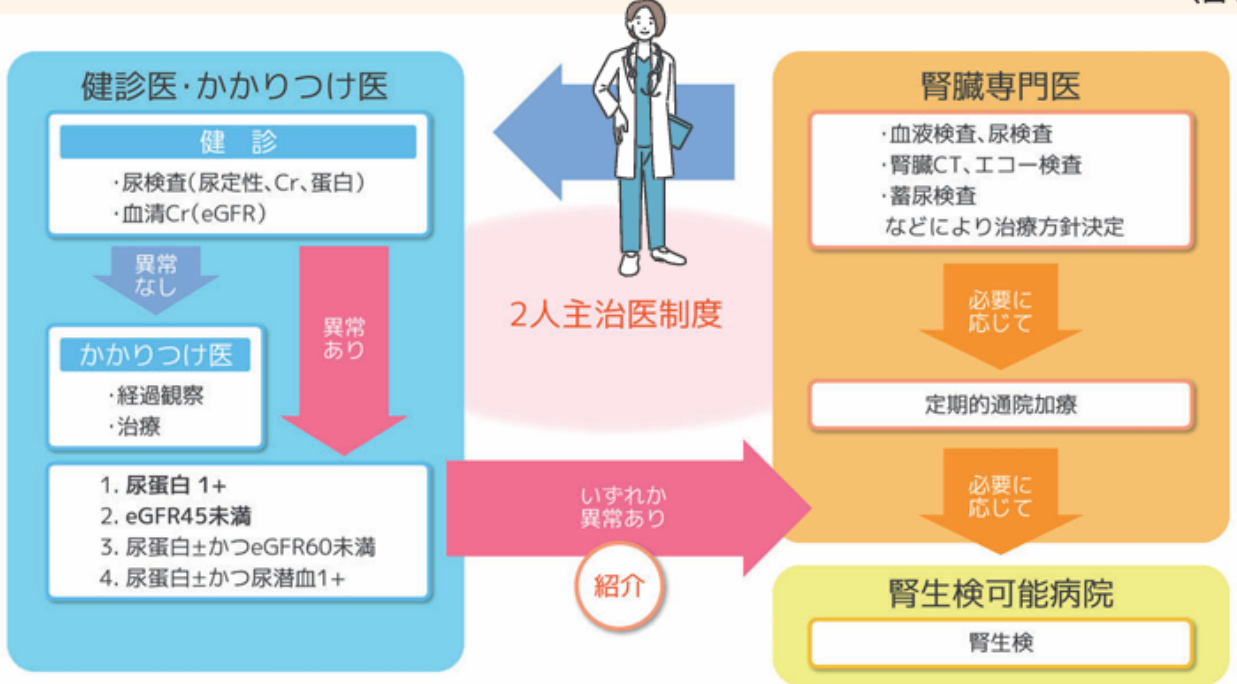 健診医・かかりつけ医
健 診
・尿検査(尿定性、Cr、蛋白)
・血清Cr(eGFR)
異常
なし
異常
あり
かかりつけ医
・経過観察
・治療
1. 尿蛋白 1+
2. eGFR45未満
3. 尿蛋白±かつeGFR60未満
4. 尿蛋白±かつ尿潜血1+
2人主治医制度
いずれか
異常あり
紹介
腎臓専門医
・血液検査、尿検査
・腎臓CT、エコー検査
・蓄尿検査
などにより治療方針決定
必要に
応じて
定期的通院加療
必要に
応じて
腎生検可能病院
腎生検